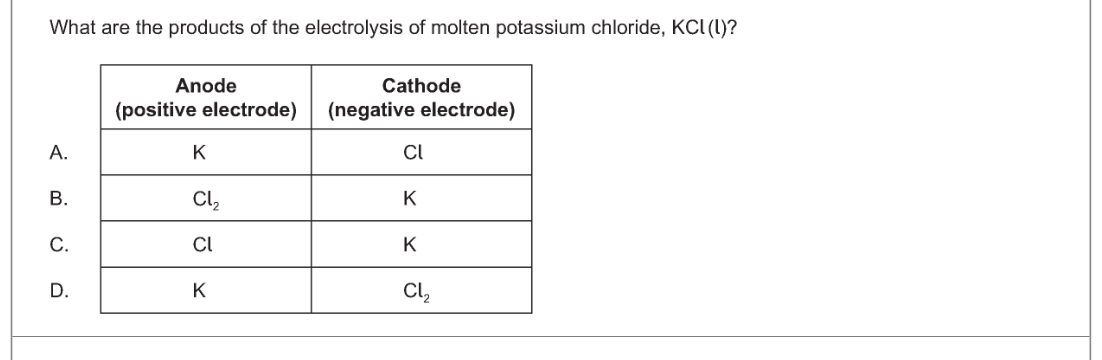 What are the products of the electrolysis of molten potassium chloride, KCl(l)?
Anode Cathode
(positive electrode) (negative electrode)
A. K Cl
B. Cl₂ K
C. Cl K
D. K Cl₂